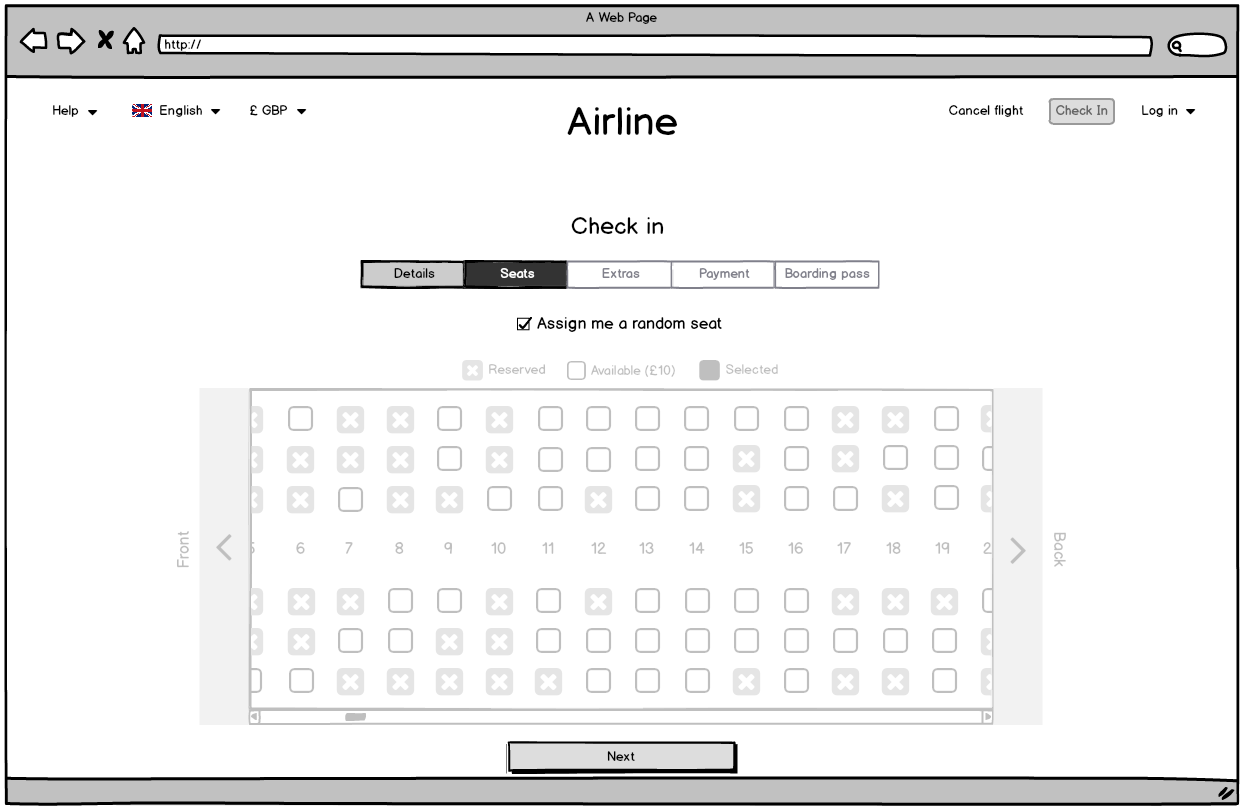 A Web Page
http://
Help English £ GBP Airline Cancel flight Check In Log in
Check in
Details Seats Extras Payment Boarding pass
Assign me a random seat
Reserved Available (£10) Selected
Front
5 6 7 8 9 10 11 12 13 14 15 16 17 18 19 2
Back
Next